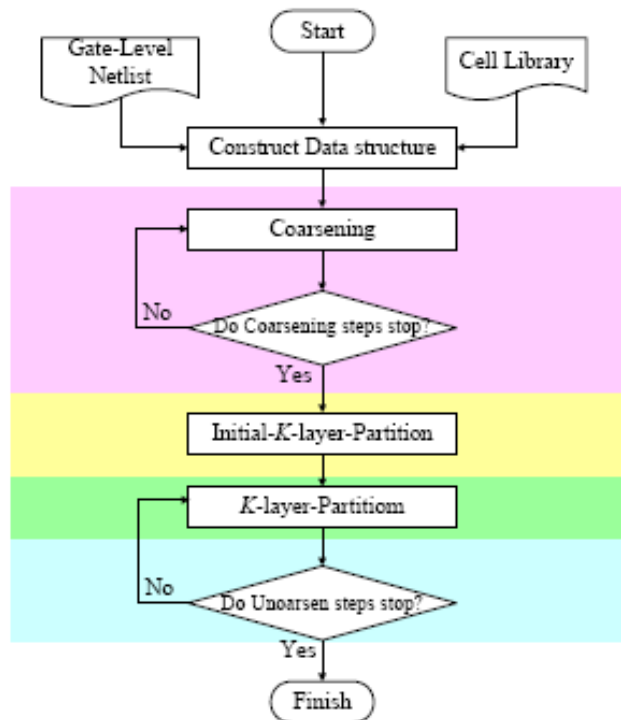 Start
Gate-Level
Netlist
Cell Library
Construct Data structure
Coarsening
No
Do Coarsening steps stop?
Yes
Initial-K-layer-Partition
K-layer-Partitiom
No
Do Unoarsen steps stop?
Yes
Finish